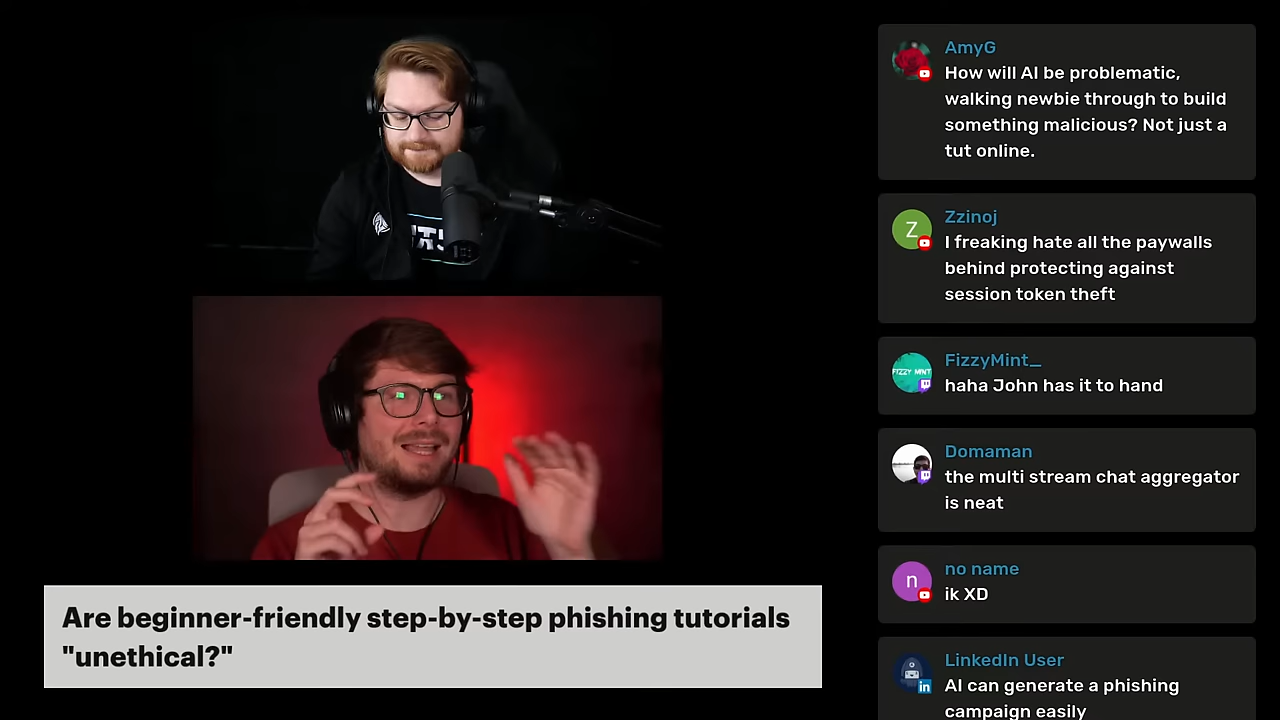 Are beginner-friendly step-by-step phishing tutorials
"unethical?"
AmyG
How will AI be problematic,
walking newbie through to build
something malicious? Not just a
tut online.
Z
Zzinoj
I freaking hate all the paywalls
behind protecting against
session token theft
FIZZY MINT
FizzyMint_
haha John has it to hand
Domaman
the multi stream chat aggregator
is neat
n
no name
ik XD
in
LinkedIn User
AI can generate a phishing
campaign easily